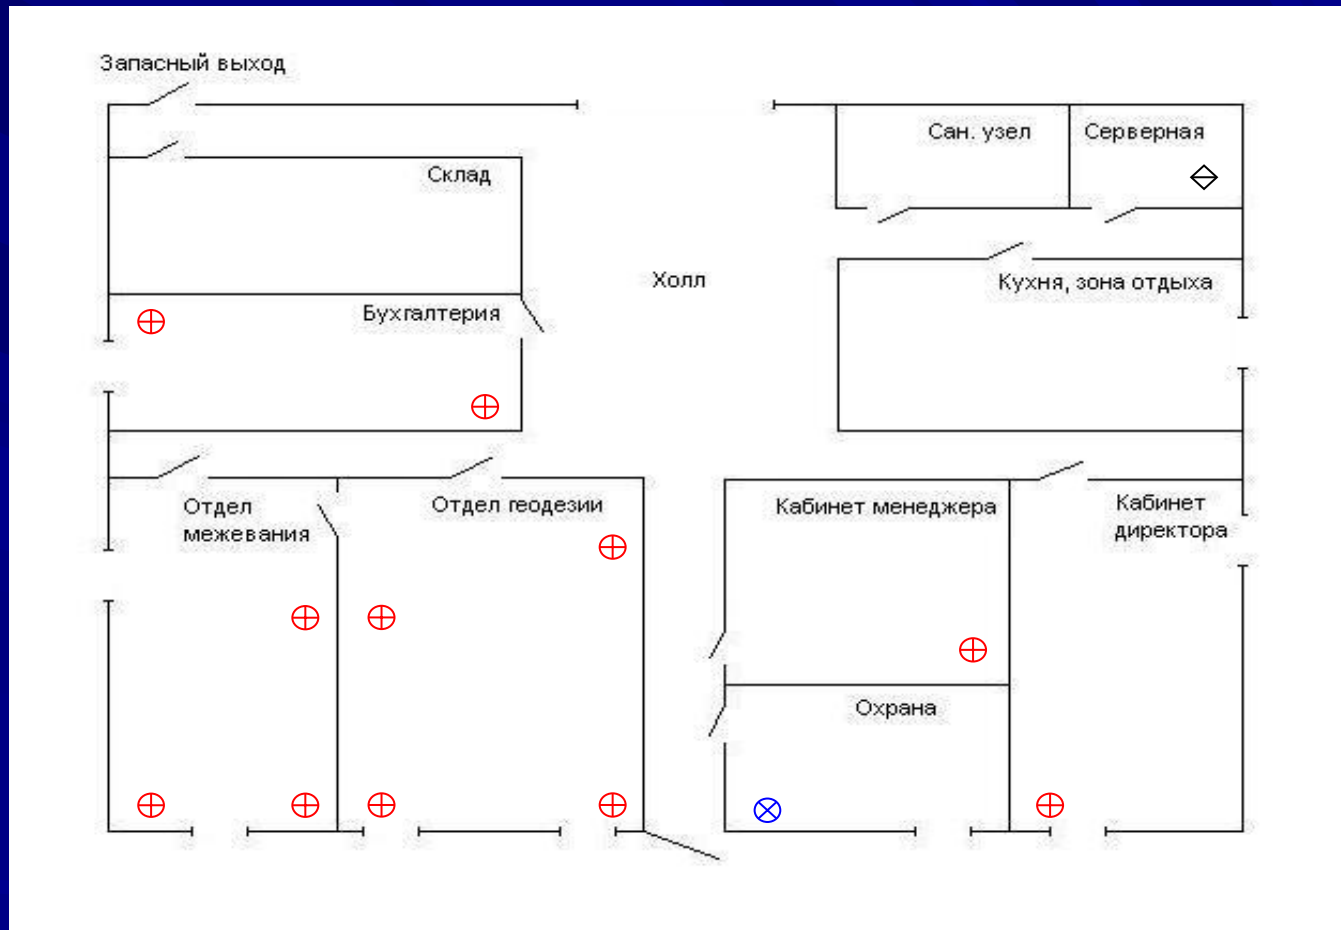 Запасный выход
Сан. узел
Серверная
Склад
Холл
Кухня, зона отдыха
Бухгалтерия
Отдел
межевания
Отдел геодезии
Кабинет менеджера
Кабинет
директора
Охрана